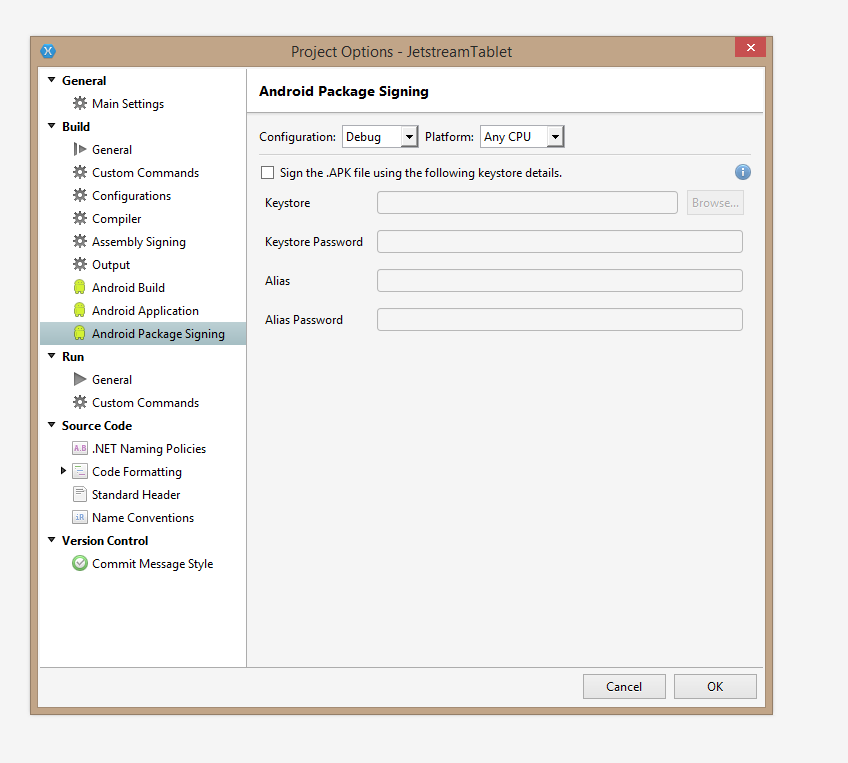 Project Options - JetstreamTablet
General
Main Settings
Build
General
Custom Commands
Configurations
Compiler
Assembly Signing
Output
Android Build
Android Application
Android Package Signing
Run
General
Custom Commands
Source Code
A.B .NET Naming Policies
Code Formatting
Standard Header
iR Name Conventions
Version Control
Commit Message Style
Android Package Signing
Configuration: Debug Platform: Any CPU
Sign the .APK file using the following keystore details.
Keystore Browse...
Keystore Password
Alias
Alias Password
Cancel OK